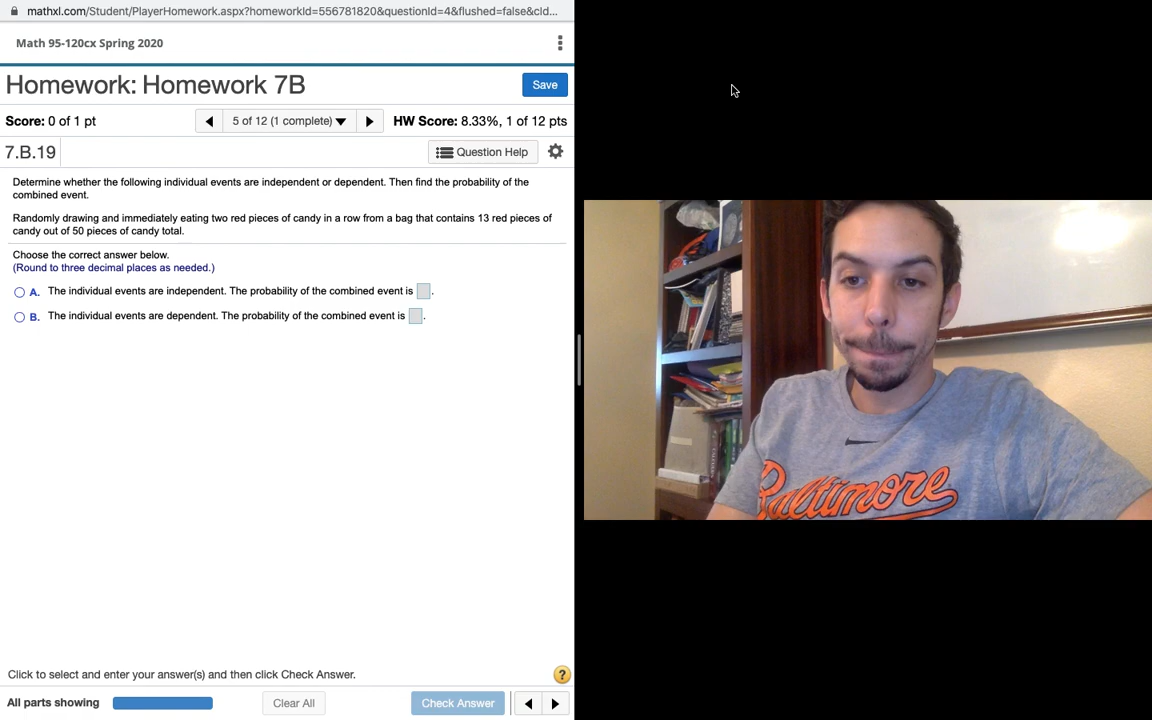 mathxl.com/Student/PlayerHomework.aspx?homeworkId=556781820&questionId=4&flushed=false&cId...
Math 95-120cx Spring 2020
Homework: Homework 7B
Save
Score: 0 of 1 pt
5 of 12 (1 complete)
HW Score: 8.33%, 1 of 12 pts
7.B.19
Question Help
Determine whether the following individual events are independent or dependent. Then find the probability of the
combined event.
Randomly drawing and immediately eating two red pieces of candy in a row from a bag that contains 13 red pieces of
candy out of 50 pieces of candy total.
Choose the correct answer below.
(Round to three decimal places as needed.)
A. The individual events are independent. The probability of the combined event is .
B. The individual events are dependent. The probability of the combined event is .
Baltimore
Click to select and enter your answer(s) and then click Check Answer.
?
All parts showing
Clear All
Check Answer